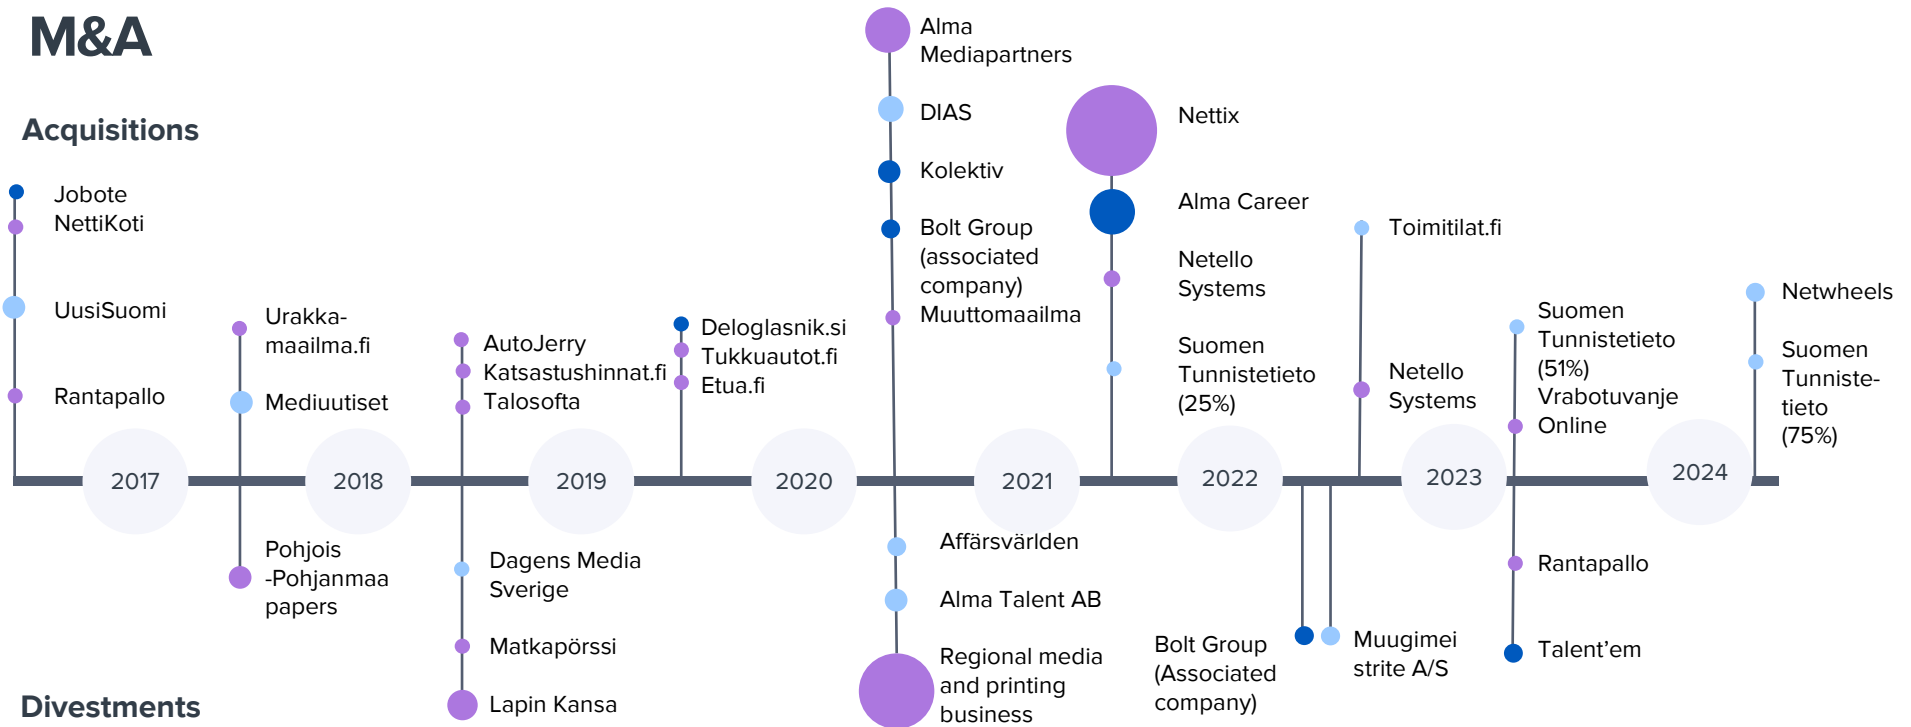 M&A
Acquisitions
Jobote
NettiKoti
UusiSuomi
Rantapallo
Urakka-
maailma.fi
Mediuutiset
AutoJerry
Katsastushinnat.fi
Talosofta
Deloglasnik.si
Tukkuautot.fi
Etua.fi
Alma
Mediapartners
DIAS
Kolektiv
Bolt Group
(associated
company)
Muuttomaailma
Nettix
Alma Career
Netello
Systems
Suomen
Tunnistetieto
(25%)
Toimitilat.fi
Netello
Systems
Suomen
Tunnistetieto
(51%)
Vrabotuvanje
Online
Netwheels
Suomen
Tunniste-
tieto
(75%)
2017
2018
2019
2020
2021
2022
2023
2024
Pohjois
-Pohjanmaa
papers
Dagens Media
Sverige
Matkapörssi
Lapin Kansa
Affärsvärlden
Alma Talent AB
Regional media
and printing
business
Bolt Group
(Associated
company)
Muugimei
strite A/S
Rantapallo
Talent’em
Divestments